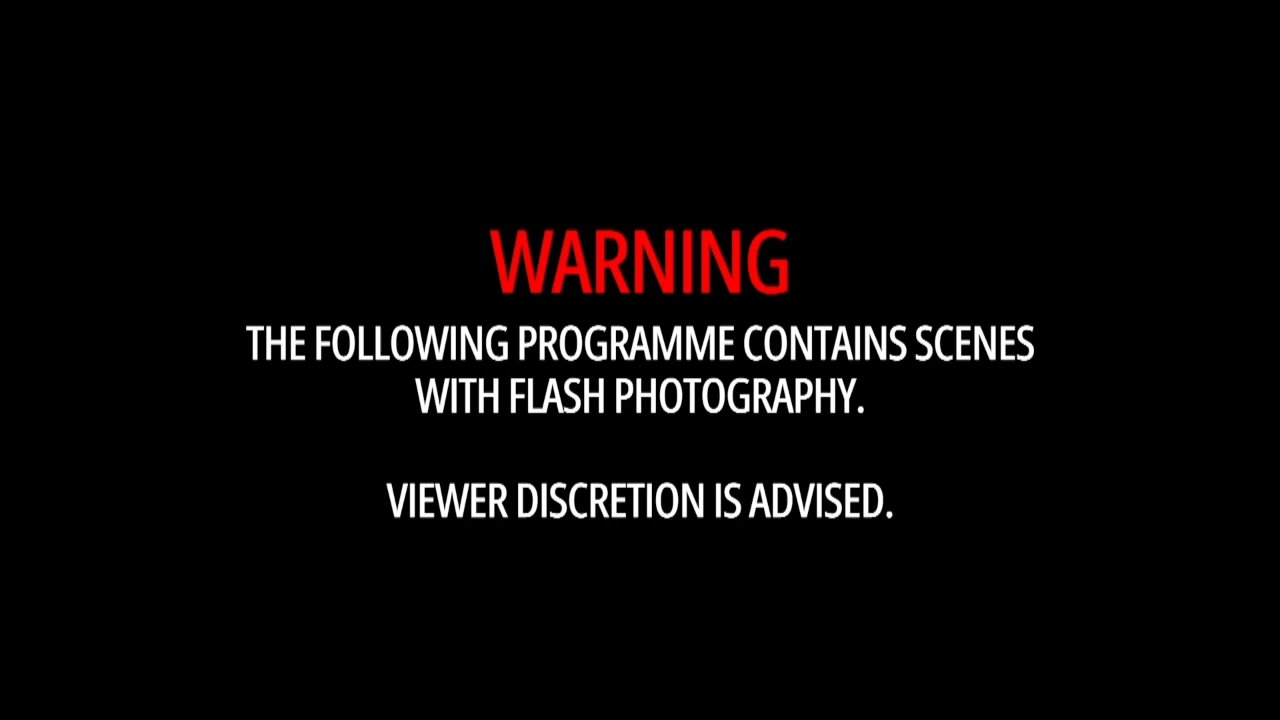 WARNING
THE FOLLOWING PROGRAMME CONTAINS SCENES
WITH FLASH PHOTOGRAPHY.
VIEWER DISCRETION IS ADVISED.